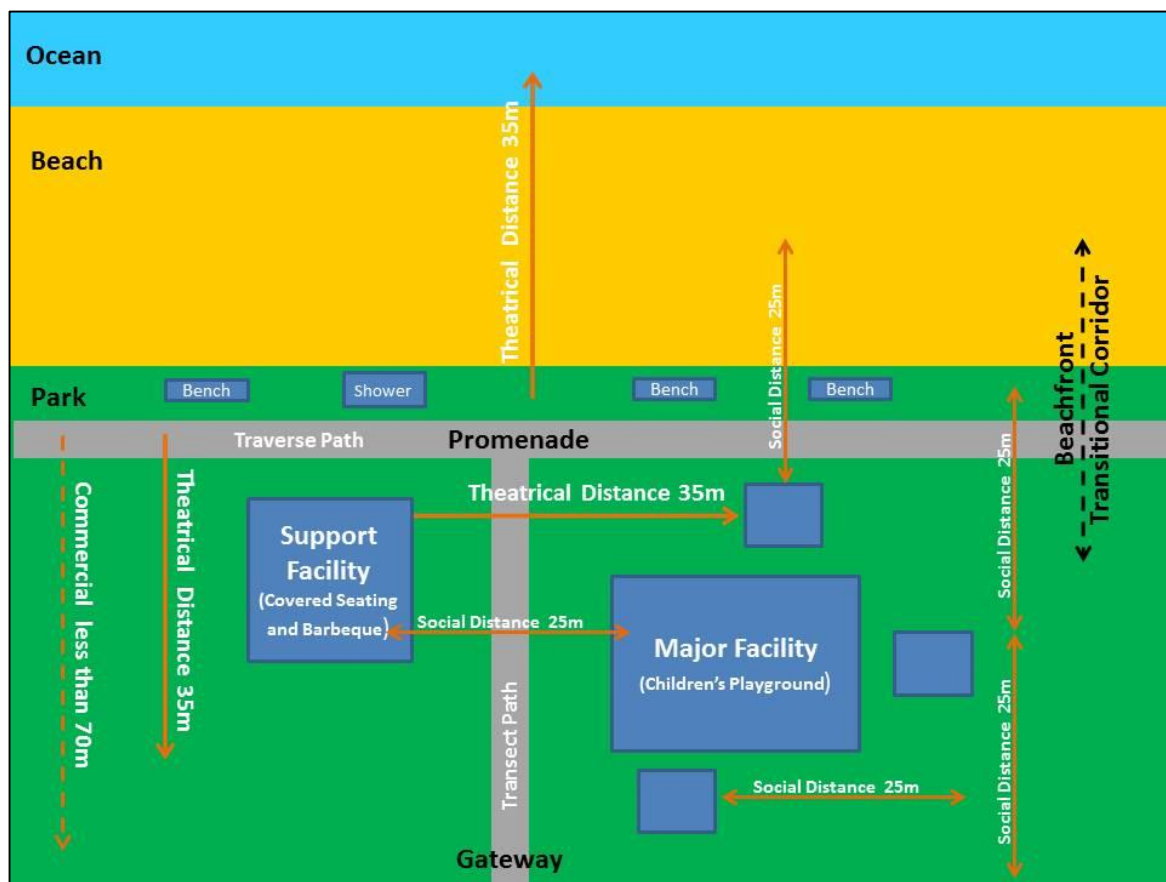 Ocean
Theatrical Distance 35m
Beach
Social Distance 25m
Beachfront
Transitional Corridor
Bench
Shower
Bench
Bench
Park
Traverse Path
Promenade
Social Distance 25m
Commercial less than 70m
Theatrical Distance 35m
Theatrical Distance 35m
Support
Facility
(Covered Seating
and Barbeque)
Social Distance 25m
Major Facility
(Children's Playground)
Transect Path
Social Distance 25m
Social Distance 25m
Gateway